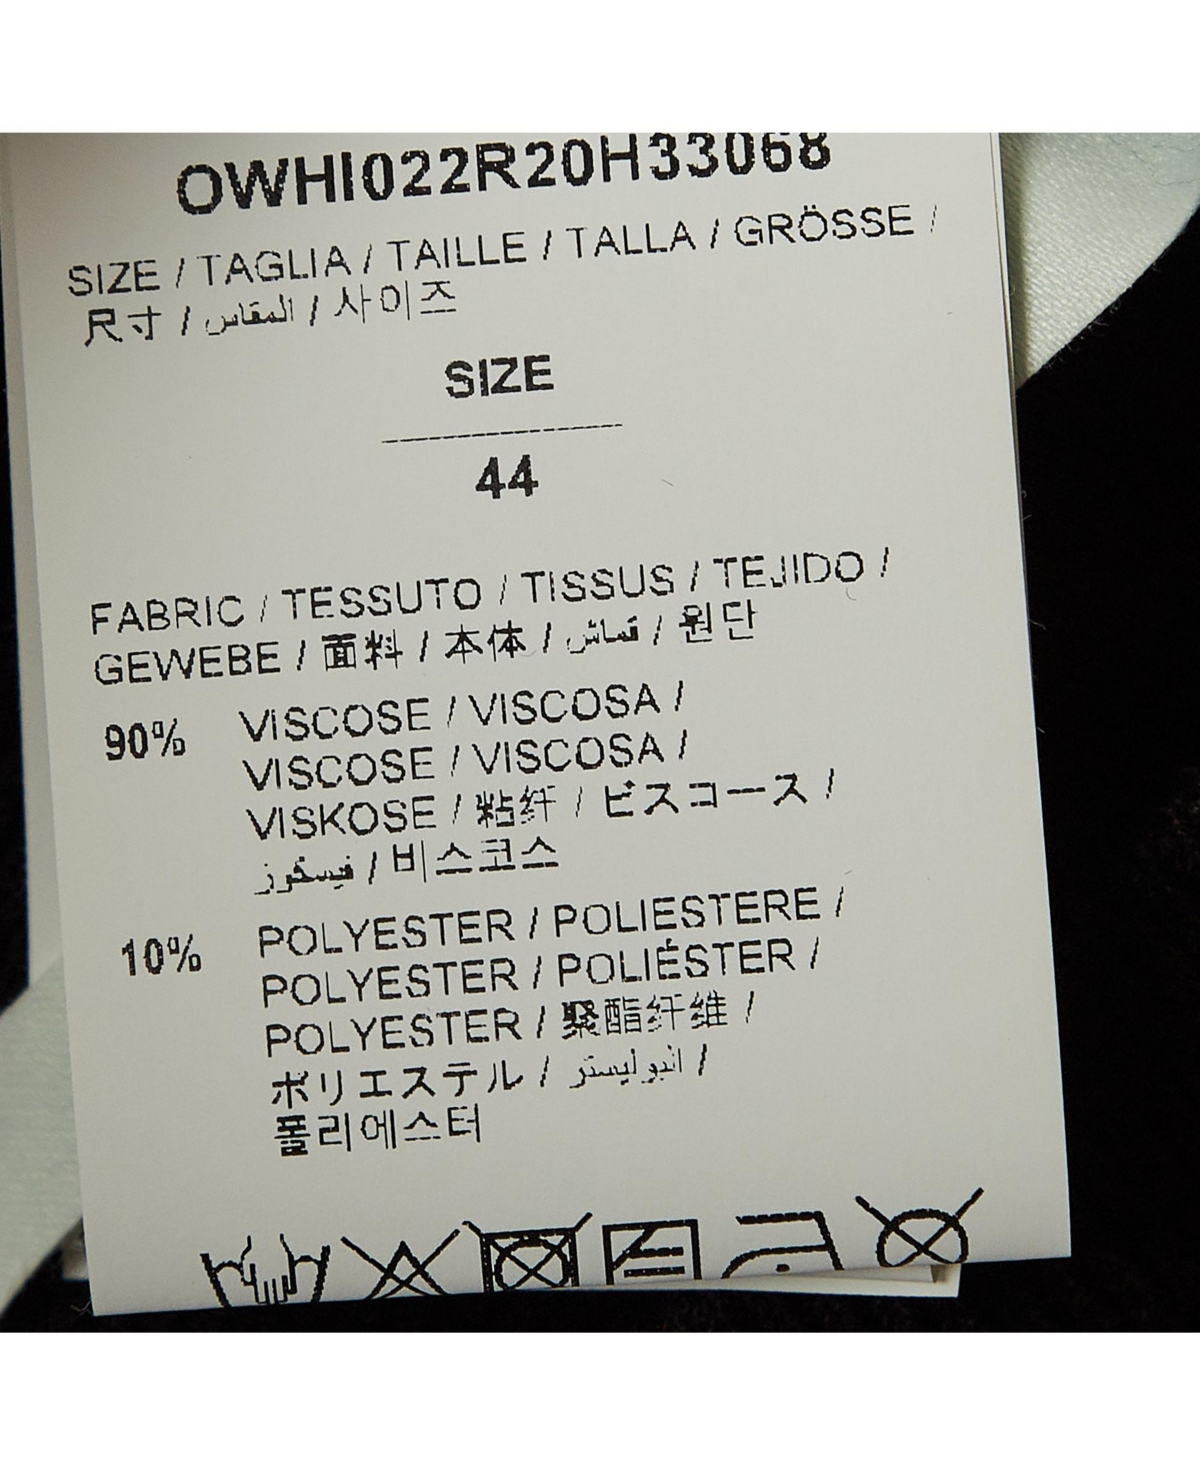 OWHI022R20H33068
SIZE / TAGLIA / TAILLE / TALLA / GRÖSSE /
尺寸 / المقاس / 사이즈
SIZE
44
FABRIC / TESSUTO / TISSUS / TEJIDO /
GEWEBE / 面料 / 本体 / قماش / 원단
90% VISCOSE / VISCOSA /
VISCOSE / VISCOSA /
VISKOSE / 粘纤 / ビスコース /
فيسكوز / 비스코스
10% POLYESTER / POLIESTERE /
POLYESTER / POLIÉSTER /
POLYESTER / 聚酯纤维 /
ポリエステル / البوليستر /
폴리에스터